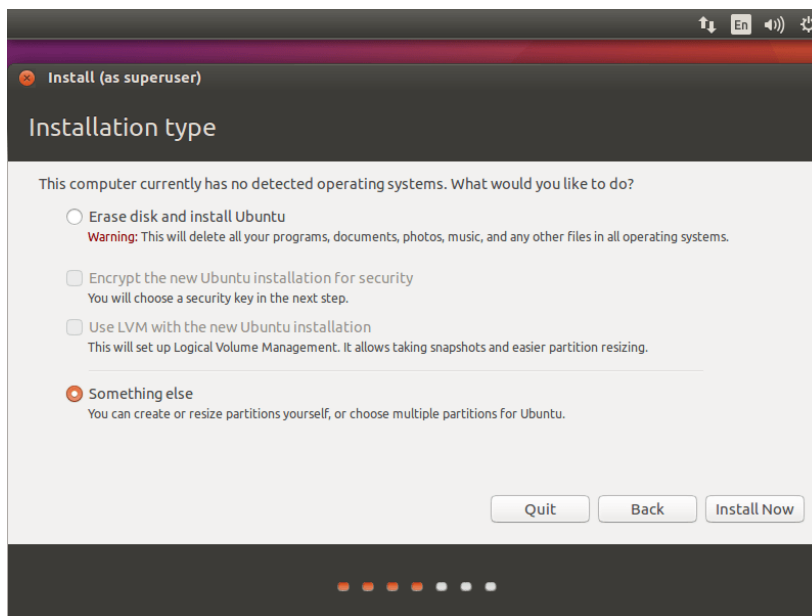 En
Install (as superuser)
Installation type
This computer currently has no detected operating systems. What would you like to do?
Erase disk and install Ubuntu
Warning: This will delete all your programs, documents, photos, music, and any other files in all operating systems.
Encrypt the new Ubuntu installation for security
You will choose a security key in the next step.
Use LVM with the new Ubuntu installation
This will set up Logical Volume Management. It allows taking snapshots and easier partition resizing.
Something else
You can create or resize partitions yourself, or choose multiple partitions for Ubuntu.
Quit Back Install Now